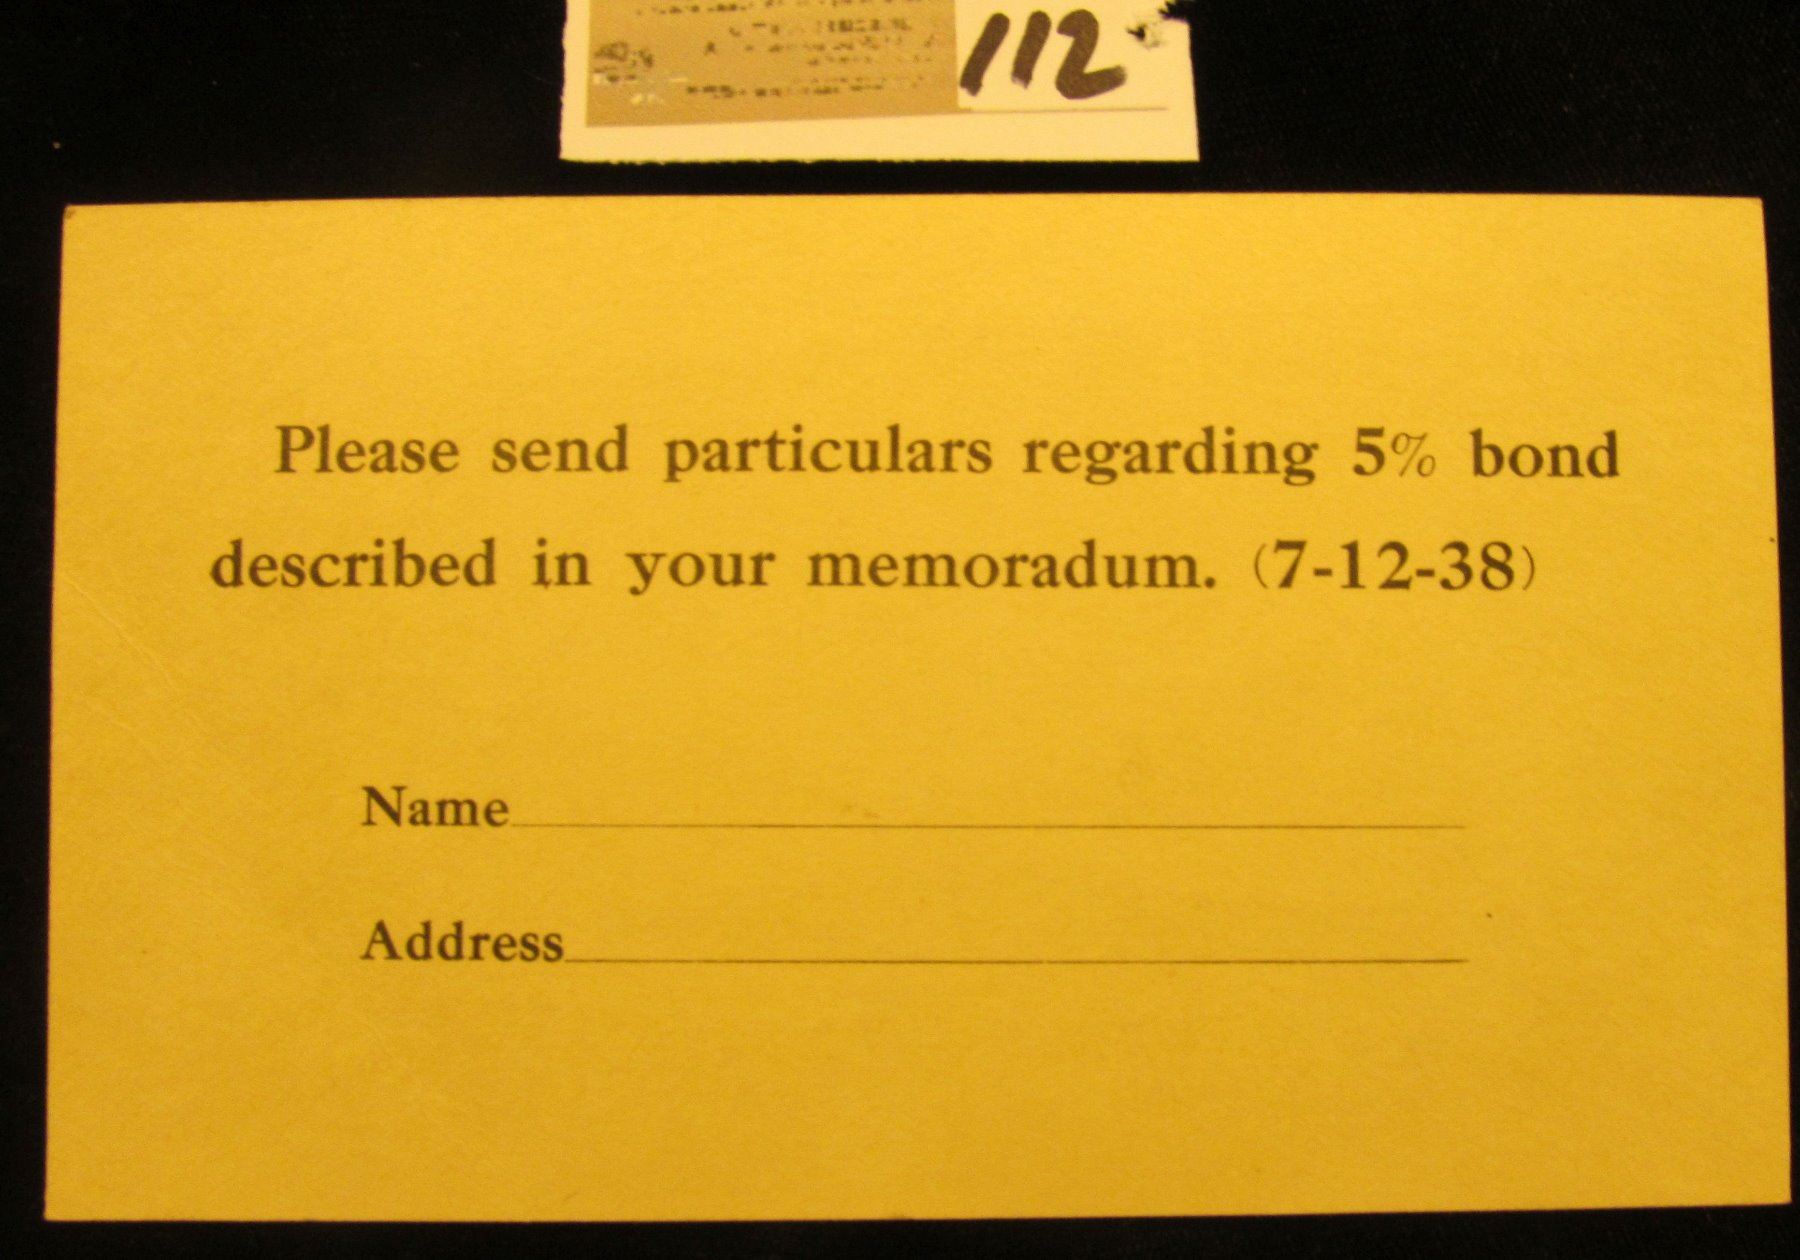 112
Please send particulars regarding 5% bond
described in your memoradum. (7-12-38)
Name
Address